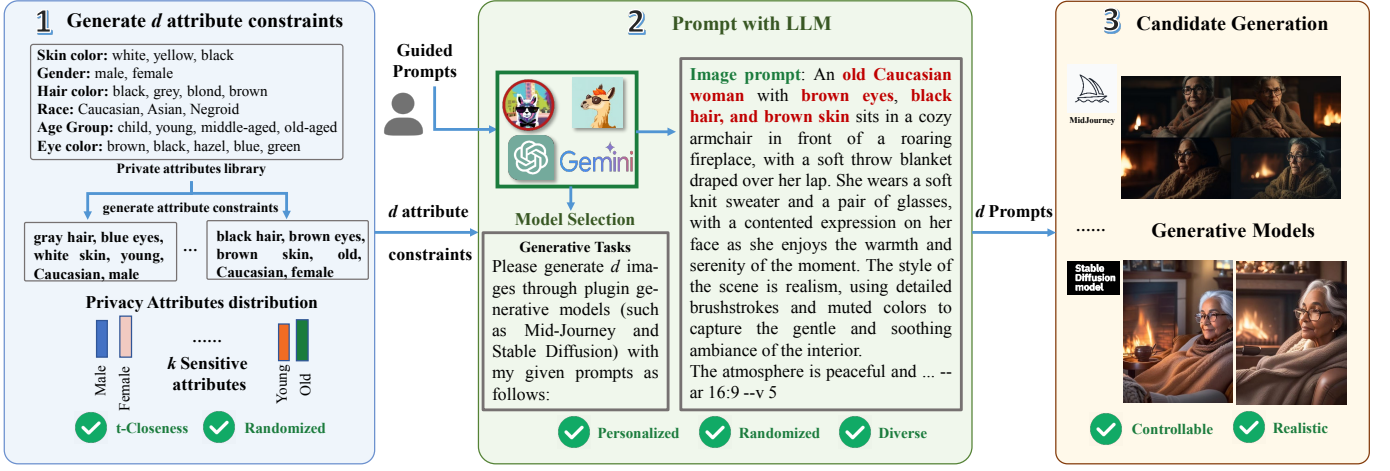 1 Generate d attribute constraints
Skin color: white, yellow, black
Gender: male, female
Hair color: black, grey, blond, brown
Race: Caucasian, Asian, Negroid
Age Group: child, young, middle-aged, old-aged
Eye color: brown, black, hazel, blue, green
Private attributes library
generate attribute constraints
gray hair, blue eyes,
white skin, young,
Caucasian, male
...
black hair, brown eyes,
brown skin, old,
Caucasian, female
Privacy Attributes distribution
Male
Female
......
k Sensitive
attributes
Young
Old
t-Closeness
Randomized
Guided
Prompts
d attribute
constraints
2 Prompt with LLM
Gemini
Model Selection
Generative Tasks
Please generate d ima-
ges through plugin ge-
nerative models (such
as Mid-Journey and
Stable Diffusion) with
my given prompts as
follows:
Image prompt: An old Caucasian
woman with brown eyes, black
hair, and brown skin sits in a cozy
armchair in front of a roaring
fireplace, with a soft throw blanket
draped over her lap. She wears a soft
knit sweater and a pair of glasses,
with a contented expression on her
face as she enjoys the warmth and
serenity of the moment. The style of
the scene is realism, using detailed
brushstrokes and muted colors to
capture the gentle and soothing
ambiance of the interior.
The atmosphere is peaceful and ... --
ar 16:9 --v 5
Personalized
Randomized
Diverse
d Prompts
3 Candidate Generation
MidJourney
......
Generative Models
Stable
Diffusion
model
Controllable
Realistic